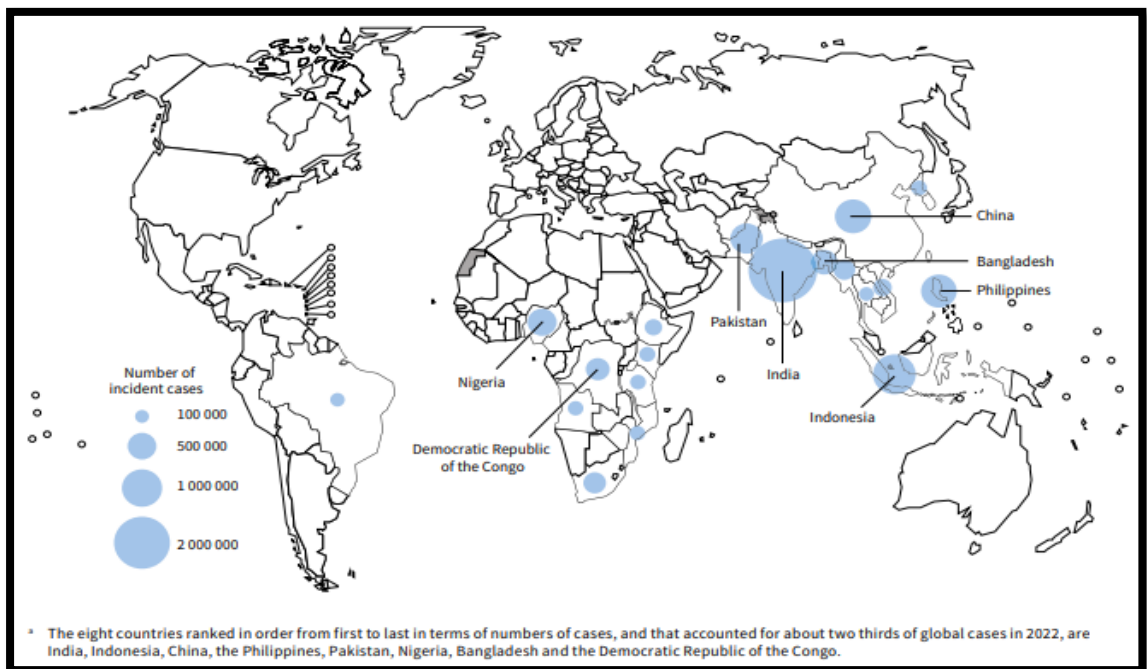 China
Bangladesh
Philippines
Pakistan
India
Nigeria
Indonesia
Democratic Republic
of the Congo
Number of
incident cases
100 000
500 000
1 000 000
2 000 000
ᵃ The eight countries ranked in order from first to last in terms of numbers of cases, and that accounted for about two thirds of global cases in 2022, are
India, Indonesia, China, the Philippines, Pakistan, Nigeria, Bangladesh and the Democratic Republic of the Congo.